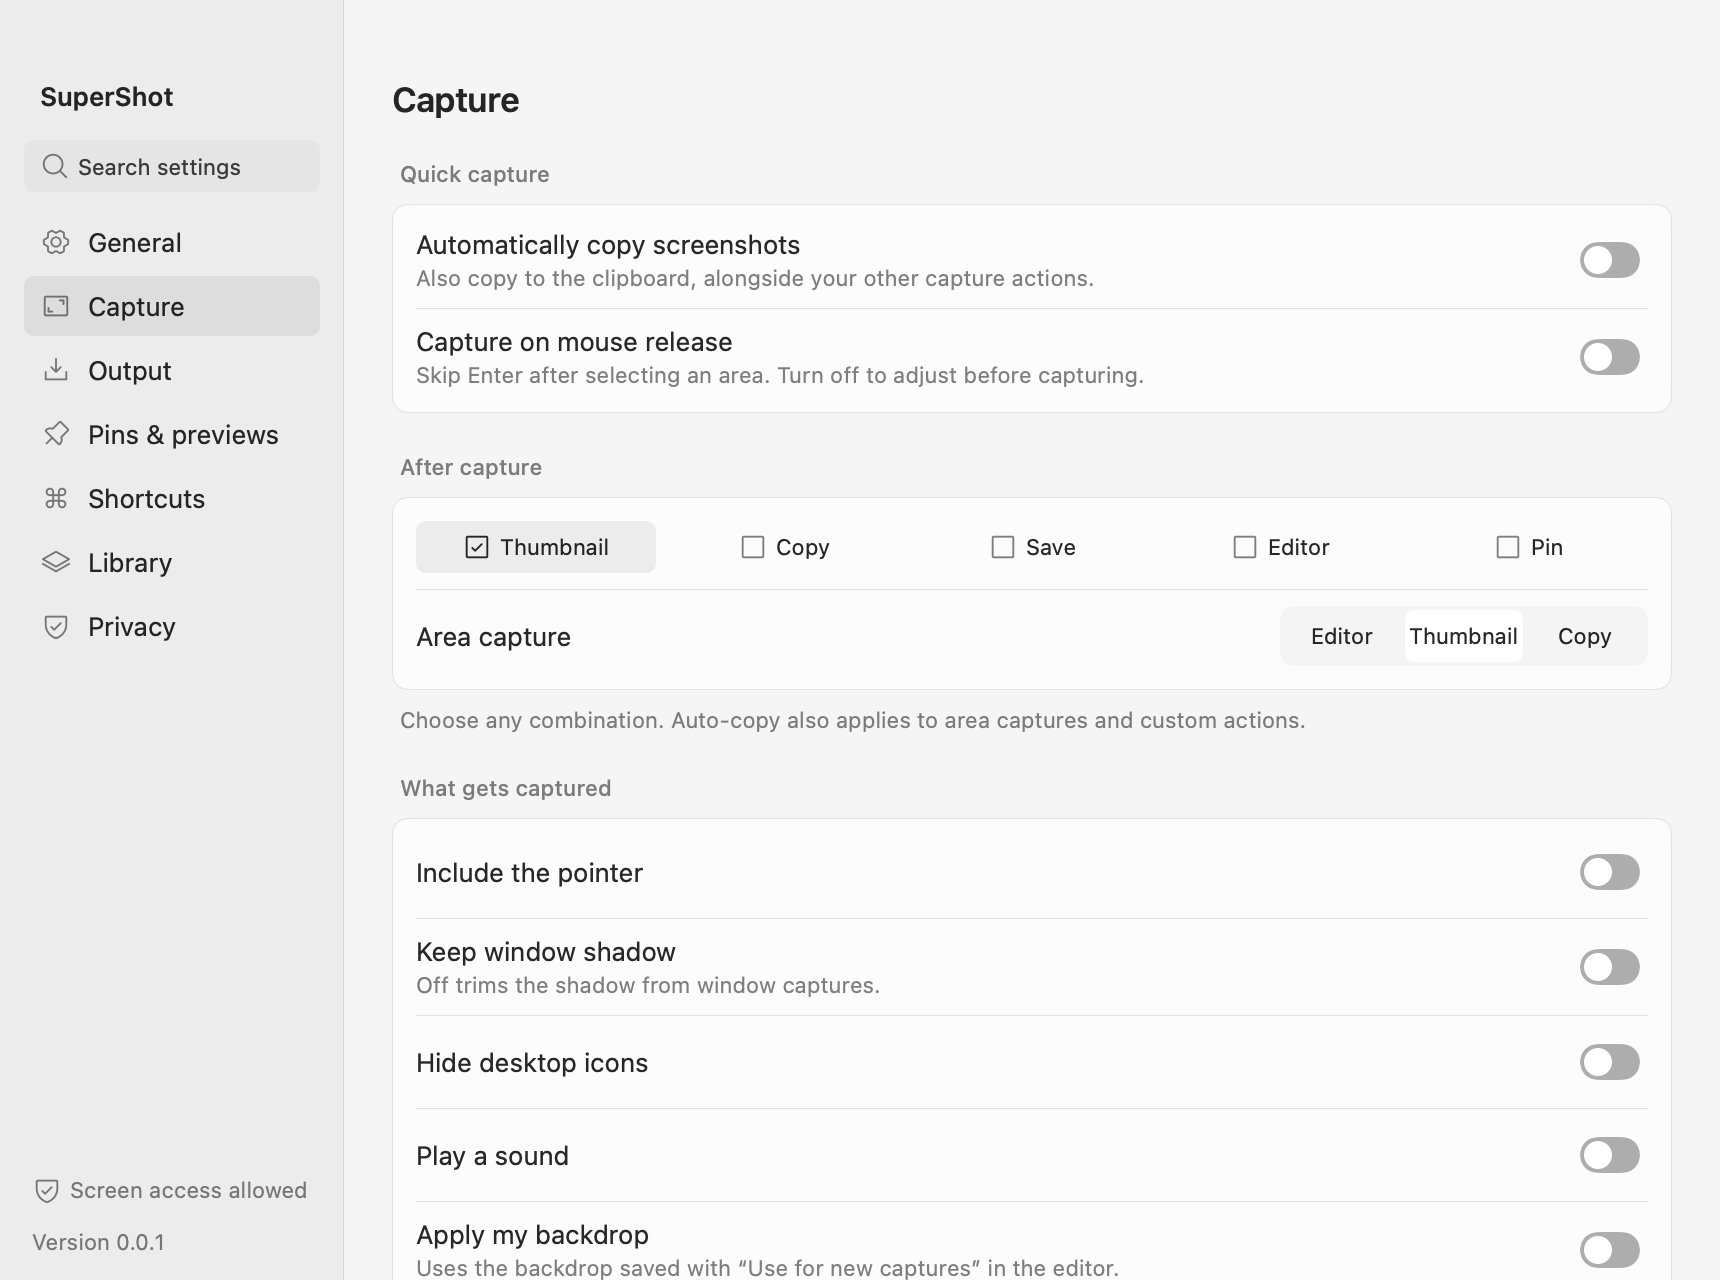 SuperShot
Search settings
General
Capture
Output
Pins & previews
Shortcuts
Library
Privacy
Screen access allowed
Version 0.0.1
Capture
Quick capture
Automatically copy screenshots
Also copy to the clipboard, alongside your other capture actions.
Capture on mouse release
Skip Enter after selecting an area. Turn off to adjust before capturing.
After capture
Thumbnail Copy Save Editor Pin
Area capture Editor Thumbnail Copy
Choose any combination. Auto-copy also applies to area captures and custom actions.
What gets captured
Include the pointer
Keep window shadow
Off trims the shadow from window captures.
Hide desktop icons
Play a sound
Apply my backdrop
Uses the backdrop saved with “Use for new captures” in the editor.